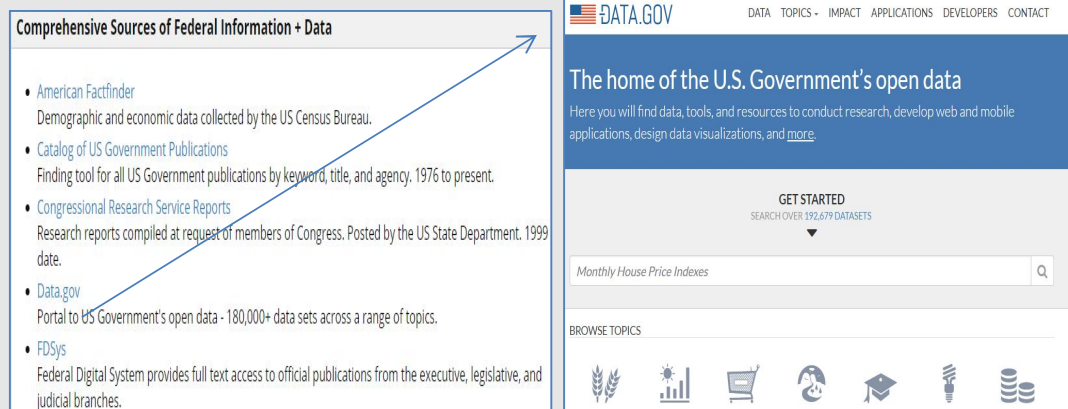 Comprehensive Sources of Federal Information + Data
American Factfinder
Demographic and economic data collected by the US Census Bureau.
Catalog of US Government Publications
Finding tool for all US Government publications by keyword, title, and agency. 1976 to present.
Congressional Research Service Reports
Research reports compiled at request of members of Congress. Posted by the US State Department. 1999
date.
Data.gov
Portal to US Government's open data - 180,000+ data sets across a range of topics.
FDSys
Federal Digital System provides full text access to official publications from the executive, legislative, and
judicial branches.
DATA.GOV
DATA TOPICS IMPACT APPLICATIONS DEVELOPERS CONTACT
The home of the U.S. Government's open data
Here you will find data, tools, and resources to conduct research, develop web and mobile
applications, design data visualizations, and more.
GET STARTED
SEARCH OVER 192,679 DATASETS
Monthly House Price Indexes
BROWSE TOPICS